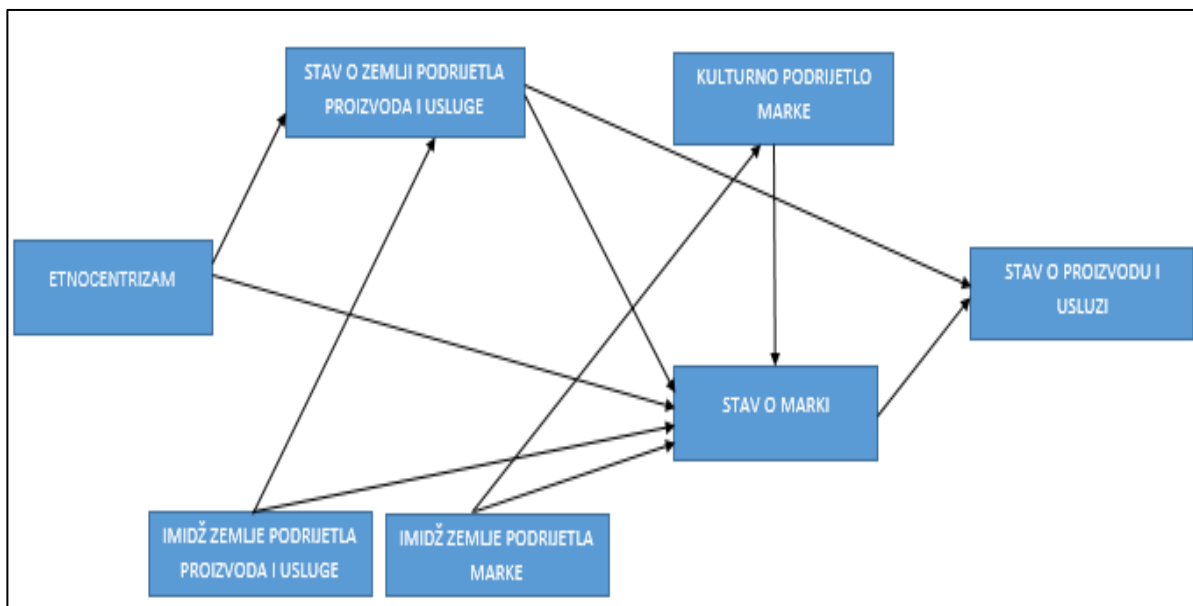 STAV O ZEMLJI PODRIJETLA
PROIZVODA I USLUGE
KULTURNO PODRIJETLO
MARKE
ETNOCENTRIZAM
STAV O PROIZVODU I
USLUZI
STAV O MARKI
IMIDŽ ZEMLJE PODRIJETLA
PROIZVODA I USLUGE
IMIDŽ ZEMLJE PODRIJETLA
MARKE